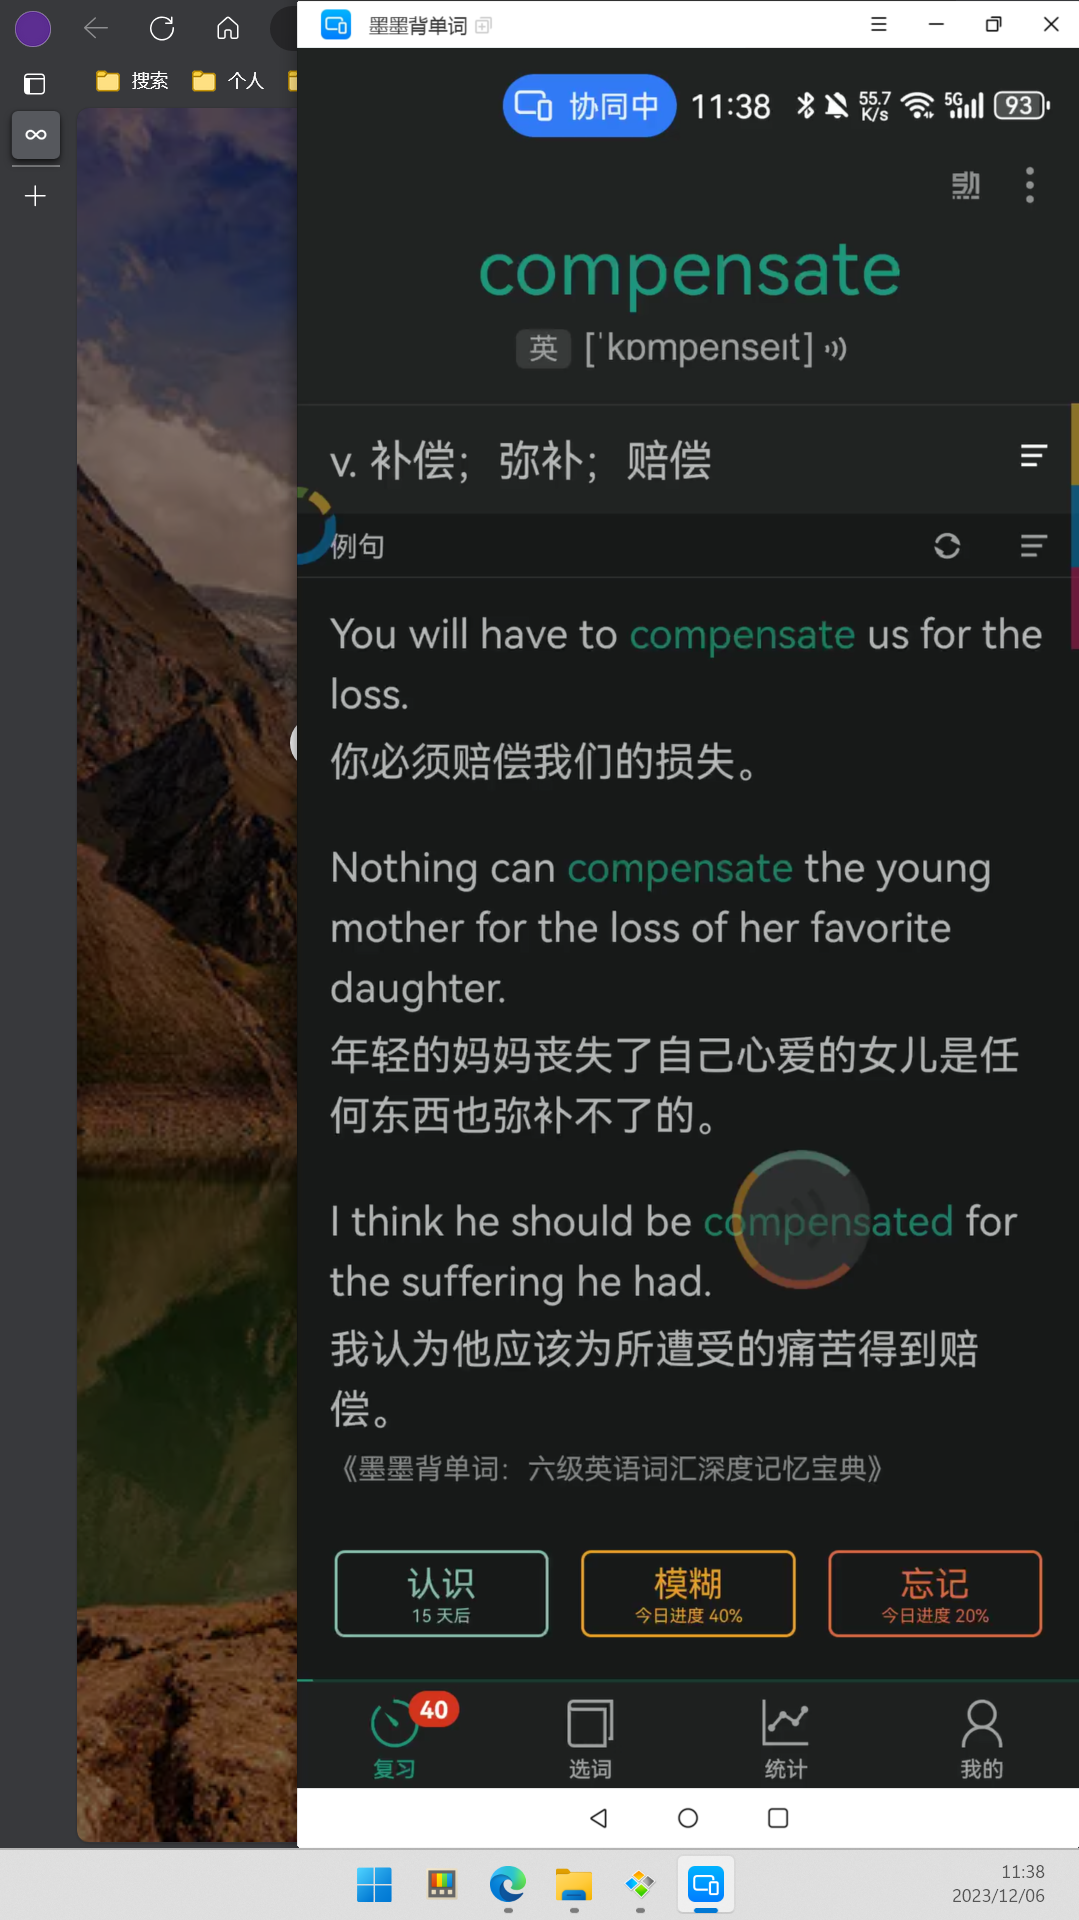 墨墨背单词
搜索
个人
协同中 11:38 55.7 K/s 5G 93
compensate
英 [ˈkɒmpenseɪt]
v. 补偿；弥补；赔偿
例句
You will have to compensate us for the
loss.
你必须赔偿我们的损失。
Nothing can compensate the young
mother for the loss of her favorite
daughter.
年轻的妈妈丧失了自己心爱的女儿是任
何东西也弥补不了的。
I think he should be compensated for
the suffering he had.
我认为他应该为所遭受的痛苦得到赔
偿。
《墨墨背单词：六级英语词汇深度记忆宝典》
认识
15 天后
模糊
今日进度 40%
忘记
今日进度 20%
40
复习
选词
统计
我的
11:38
2023/12/06